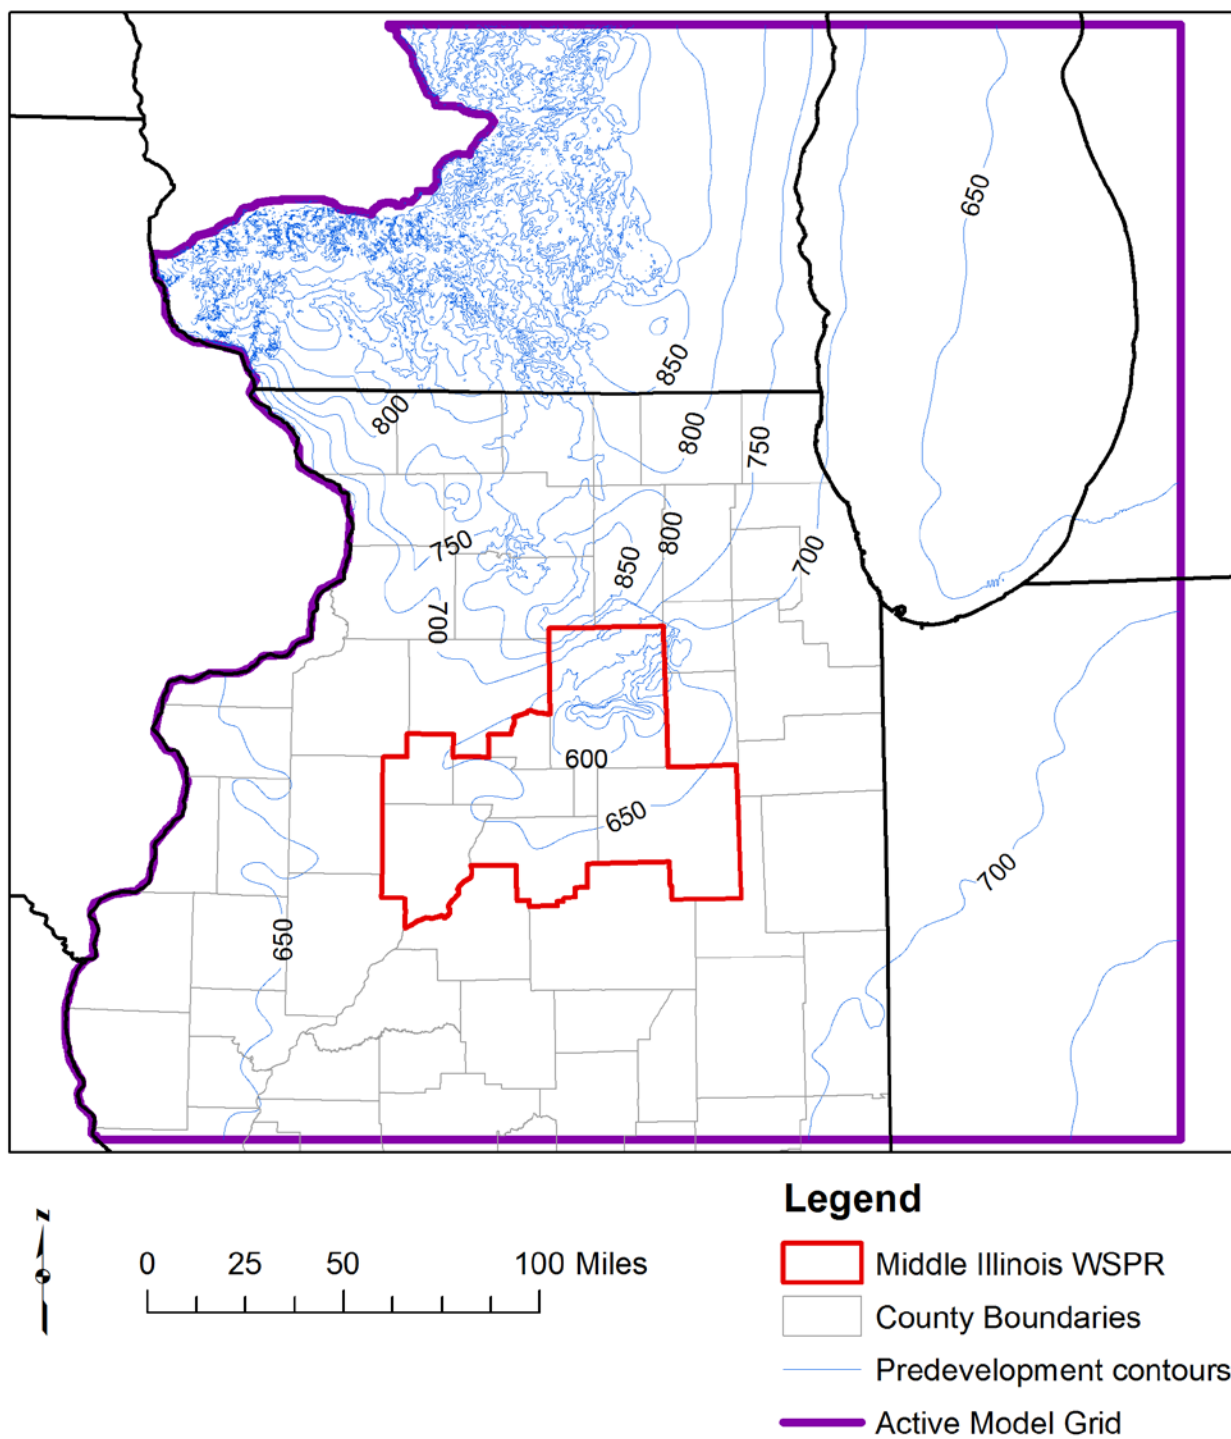 650
850
800
800
750
750
800
700
850
700
600
650
700
650
N
0 25 50 100 Miles
Legend
Middle Illinois WSPR
County Boundaries
Predevelopment contours
Active Model Grid